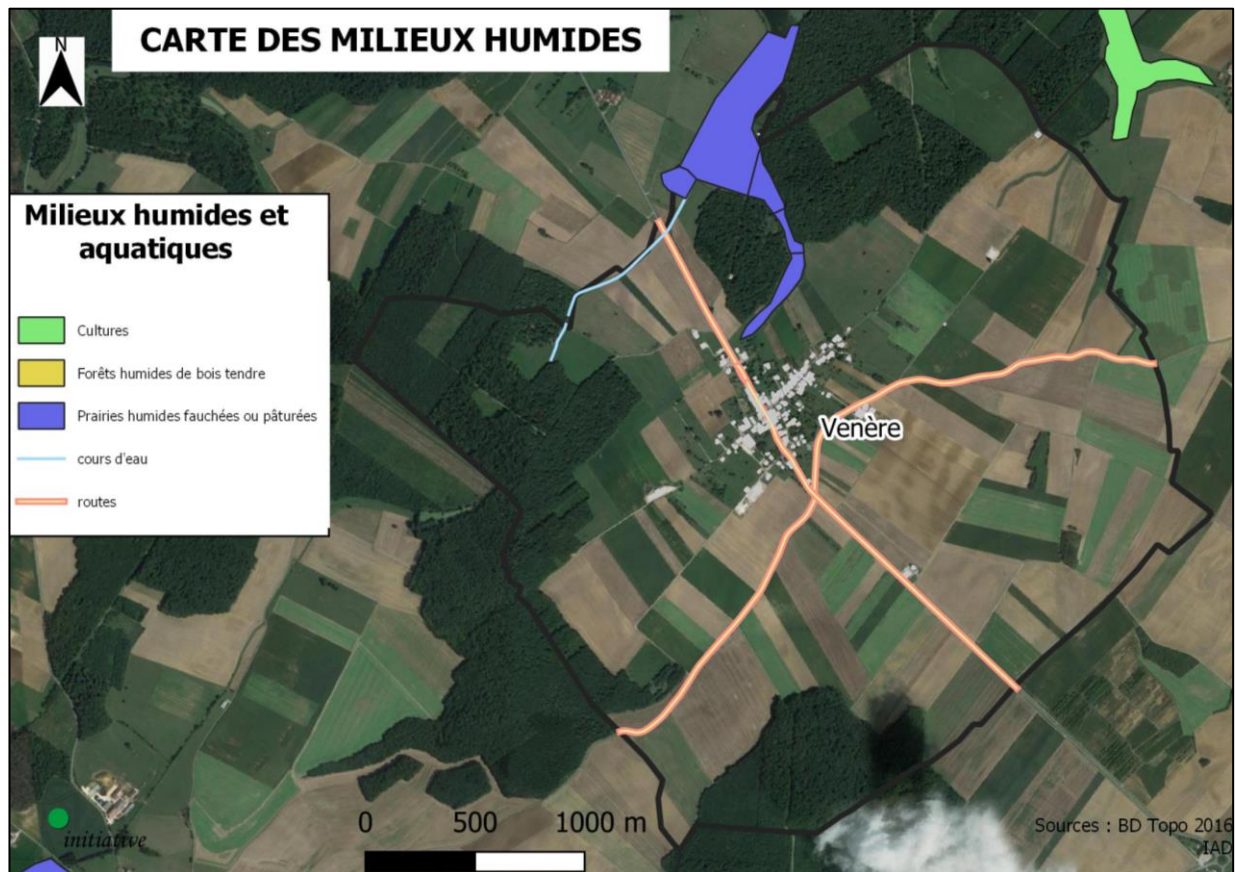 CARTE DES MILIEUX HUMIDES
N
Milieux humides et
aquatiques
Cultures
Forêts humides de bois tendre
Prairies humides fauchées ou pâturées
cours d'eau
routes
Venère
0 500 1000 m
initiative
Sources : BD Topo 2016
IAD